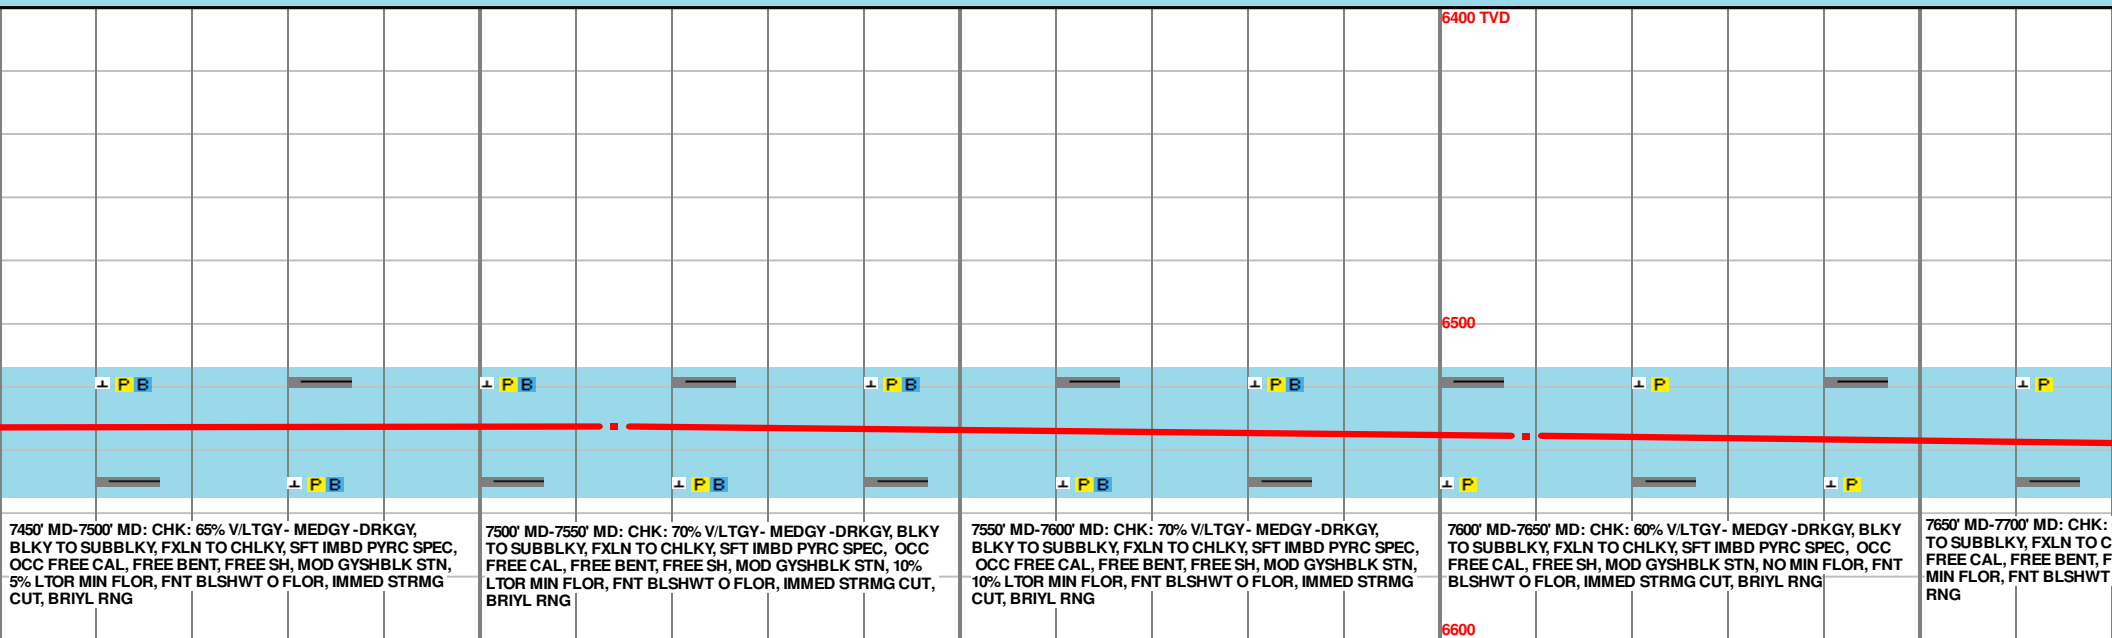 6400 TVD
6500
P B
P B
P B
P B
P
P
P B
P B
P B
P
P
7450' MD-7500' MD: CHK: 65% V/LTGY- MEDGY -DRKGY,
BLKY TO SUBBLKY, FXLN TO CHLKY, SFT IMBD PYRC SPEC,
OCC FREE CAL, FREE BENT, FREE SH, MOD GYSHBLK STN,
5% LTOR MIN FLOR, FNT BLSHWT O FLOR, IMMED STRMG
CUT, BRIYL RNG
7500' MD-7550' MD: CHK: 70% V/LTGY- MEDGY -DRKGY, BLKY
TO SUBBLKY, FXLN TO CHLKY, SFT IMBD PYRC SPEC, OCC
FREE CAL, FREE BENT, FREE SH, MOD GYSHBLK STN, 10%
LTOR MIN FLOR, FNT BLSHWT O FLOR, IMMED STRMG CUT,
BRIYL RNG
7550' MD-7600' MD: CHK: 70% V/LTGY- MEDGY -DRKGY,
BLKY TO SUBBLKY, FXLN TO CHLKY, SFT IMBD PYRC SPEC,
OCC FREE CAL, FREE BENT, FREE SH, MOD GYSHBLK STN,
10% LTOR MIN FLOR, FNT BLSHWT O FLOR, IMMED STRMG
CUT, BRIYL RNG
7600' MD-7650' MD: CHK: 60% V/LTGY- MEDGY -DRKGY, BLKY
TO SUBBLKY, FXLN TO CHLKY, SFT IMBD PYRC SPEC, OCC
FREE CAL, FREE SH, MOD GYSHBLK STN, NO MIN FLOR, FNT
BLSHWT O FLOR, IMMED STRMG CUT, BRIYL RNG
7650' MD-7700' MD: CHK:
TO SUBBLKY, FXLN TO C
FREE CAL, FREE BENT, F
MIN FLOR, FNT BLSHWT
RNG
6600